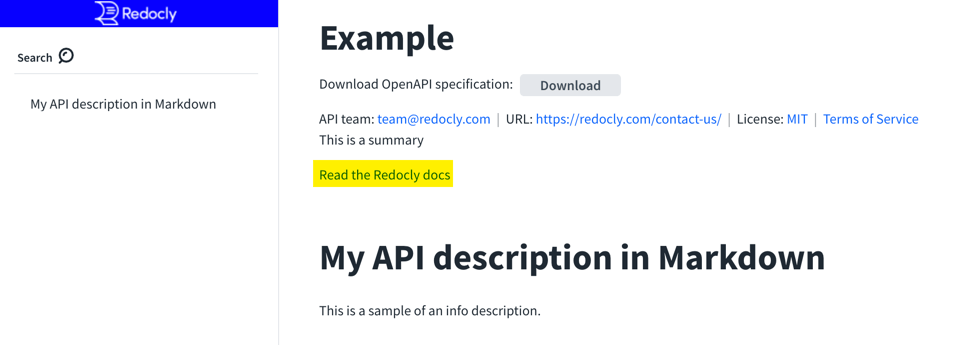 Redocly
Search
My API description in Markdown
Example
Download OpenAPI specification: Download
API team: team@redocly.com | URL: https://redocly.com/contact-us/ | License: MIT | Terms of Service
This is a summary
Read the Redocly docs
My API description in Markdown
This is a sample of an info description.